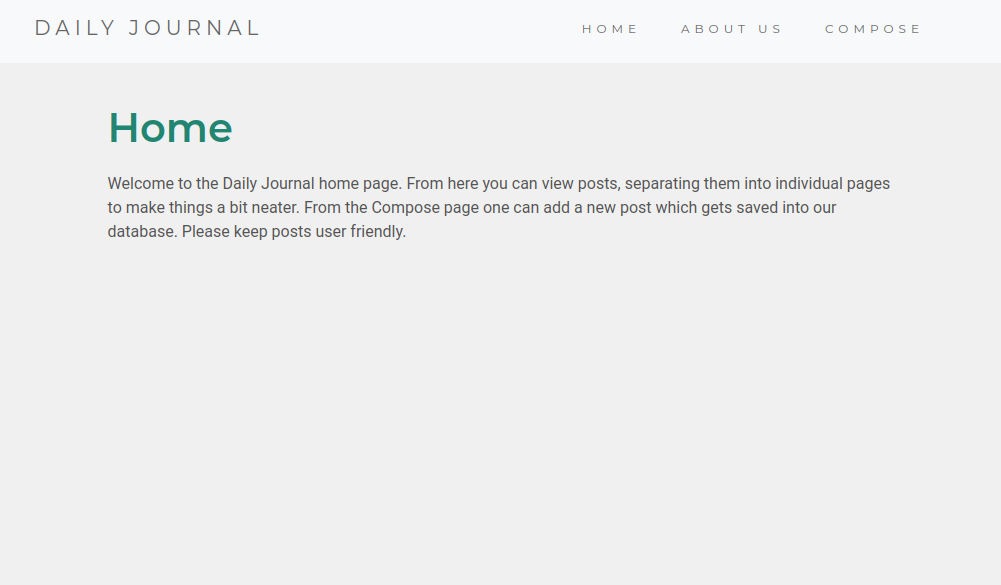 DAILY JOURNAL
HOME ABOUT US COMPOSE
Home
Welcome to the Daily Journal home page. From here you can view posts, separating them into individual pages
to make things a bit neater. From the Compose page one can add a new post which gets saved into our
database. Please keep posts user friendly.